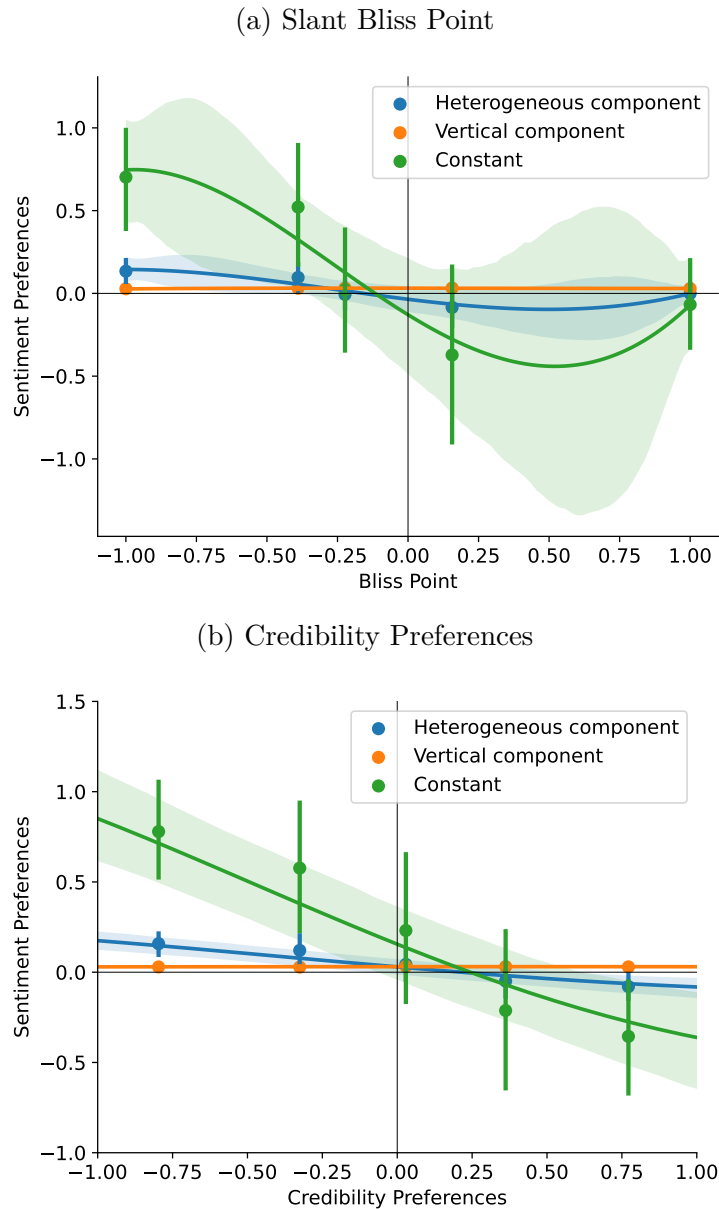 (a) Slant Bliss Point
Heterogeneous component
Vertical component
Constant
1.0
0.5
0.0
−0.5
−1.0
Sentiment Preferences
−1.00 −0.75 −0.50 −0.25 0.00 0.25 0.50 0.75 1.00
Bliss Point
(b) Credibility Preferences
Heterogeneous component
Vertical component
Constant
1.5
1.0
0.5
0.0
−0.5
−1.0
Sentiment Preferences
−1.00 −0.75 −0.50 −0.25 0.00 0.25 0.50 0.75 1.00
Credibility Preferences